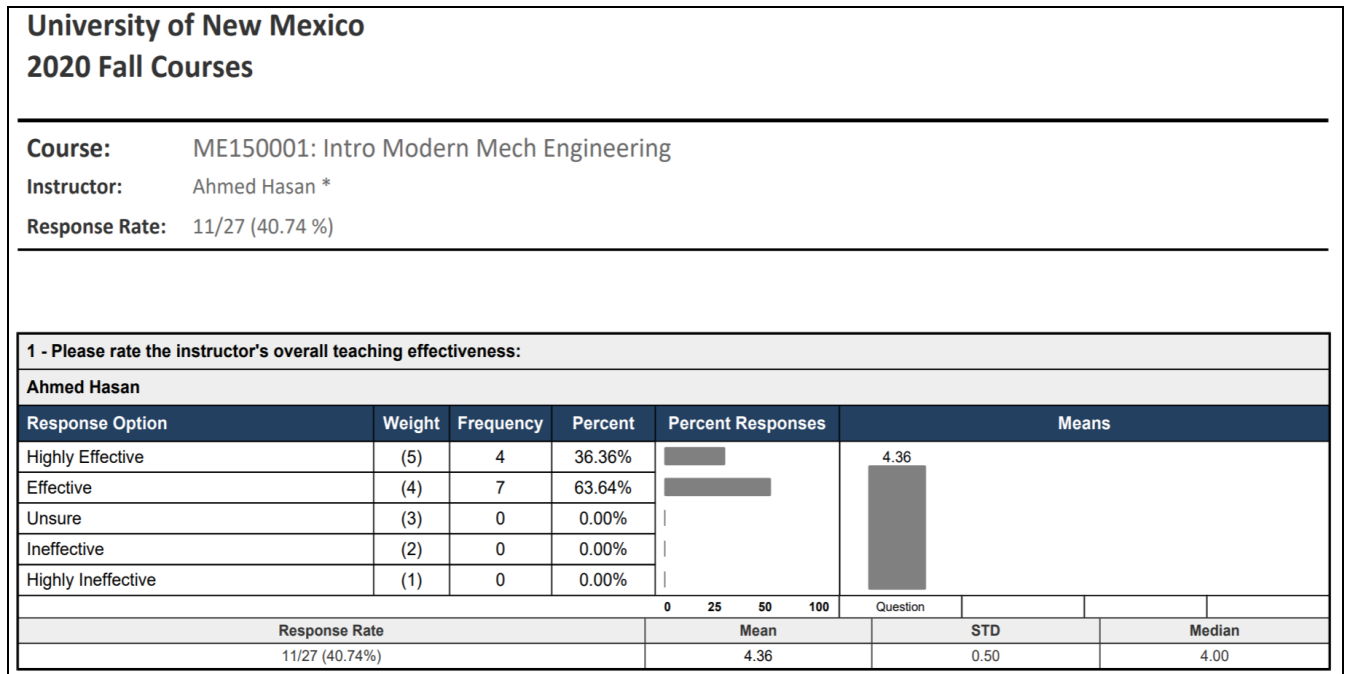 University of New Mexico
2020 Fall Courses
Course: ME150001: Intro Modern Mech Engineering
Instructor: Ahmed Hasan *
Response Rate: 11/27 (40.74 %)
1 - Please rate the instructor's overall teaching effectiveness:
Ahmed Hasan
Response Option Weight Frequency Percent Percent Responses Means
Highly Effective (5) 4 36.36% 4.36
Effective (4) 7 63.64%
Unsure (3) 0 0.00%
Ineffective (2) 0 0.00%
Highly Ineffective (1) 0 0.00%
0 25 50 100 Question
Response Rate Mean STD Median
11/27 (40.74%) 4.36 0.50 4.00